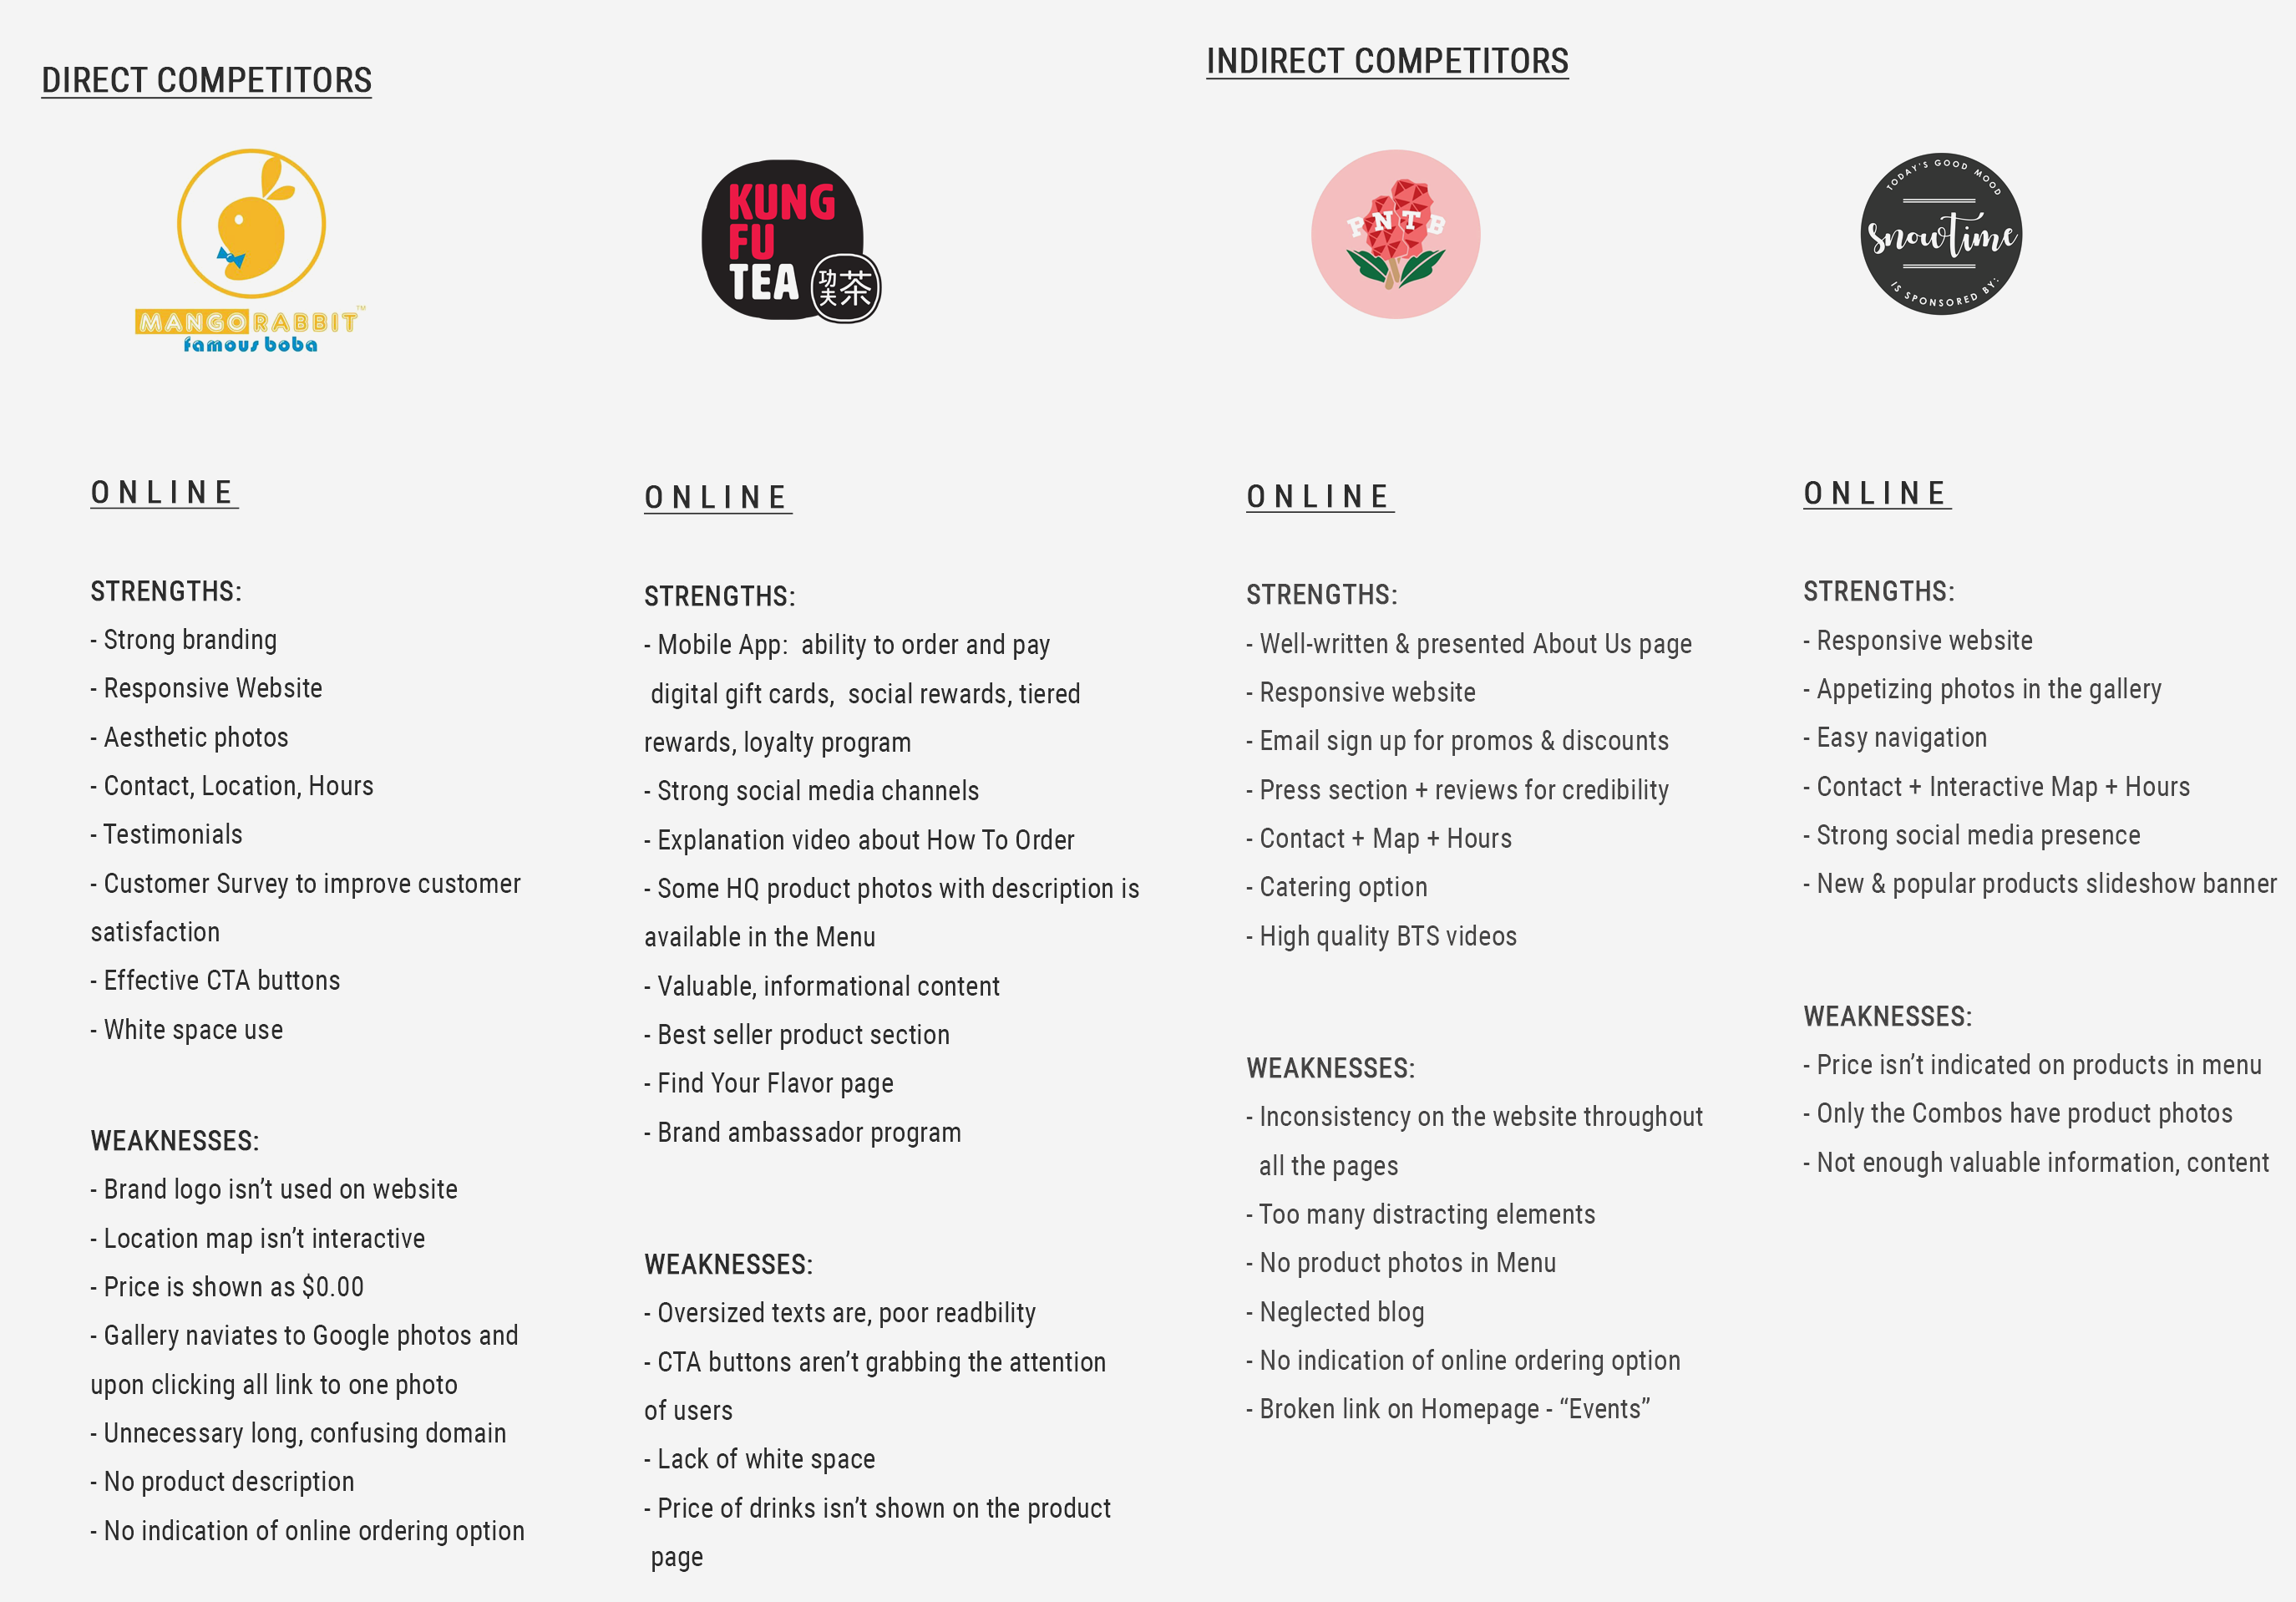 DIRECT COMPETITORS
MANGORABBIT™
famous boba
KUNG
FU
TEA
功夫茶
ONLINE
STRENGTHS:
- Strong branding
- Responsive Website
- Aesthetic photos
- Contact, Location, Hours
- Testimonials
- Customer Survey to improve customer
satisfaction
- Effective CTA buttons
- White space use
WEAKNESSES:
- Brand logo isn’t used on website
- Location map isn’t interactive
- Price is shown as $0.00
- Gallery naviates to Google photos and
upon clicking all link to one photo
- Unnecessary long, confusing domain
- No product description
- No indication of online ordering option
ONLINE
STRENGTHS:
- Mobile App:  ability to order and pay
digital gift cards,  social rewards, tiered
rewards, loyalty program
- Strong social media channels
- Explanation video about How To Order
- Some HQ product photos with description is
available in the Menu
- Valuable, informational content
- Best seller product section
- Find Your Flavor page
- Brand ambassador program
WEAKNESSES:
- Oversized texts are, poor readbility
- CTA buttons aren’t grabbing the attention
of users
- Lack of white space
- Price of drinks isn’t shown on the product
page
INDIRECT COMPETITORS
PNTB
TODAY'S GOOD MOOD
Snowtime
IS SPONSORED BY:
ONLINE
STRENGTHS:
- Well-written & presented About Us page
- Responsive website
- Email sign up for promos & discounts
- Press section + reviews for credibility
- Contact + Map + Hours
- Catering option
- High quality BTS videos
WEAKNESSES:
- Inconsistency on the website throughout
all the pages
- Too many distracting elements
- No product photos in Menu
- Neglected blog
- No indication of online ordering option
- Broken link on Homepage - “Events”
ONLINE
STRENGTHS:
- Responsive website
- Appetizing photos in the gallery
- Easy navigation
- Contact + Interactive Map + Hours
- Strong social media presence
- New & popular products slideshow banner
WEAKNESSES:
- Price isn’t indicated on products in menu
- Only the Combos have product photos
- Not enough valuable information, content